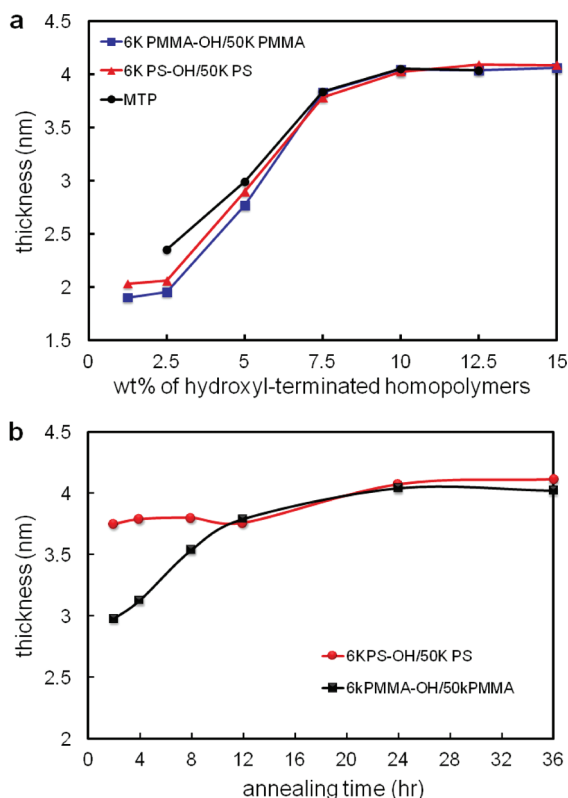 a
6K PMMA-OH/50K PMMA
6K PS-OH/50K PS
MTP
thickness (nm)
4.5
4
3.5
3
2.5
2
1.5
0 2.5 5 7.5 10 12.5 15
wt% of hydroxyl-terminated homopolymers
b
thickness (nm)
4.5
4
3.5
3
2.5
2
6KPS-OH/50K PS
6kPMMA-OH/50kPMMA
0 4 8 12 16 20 24 28 32 36
annealing time (hr)